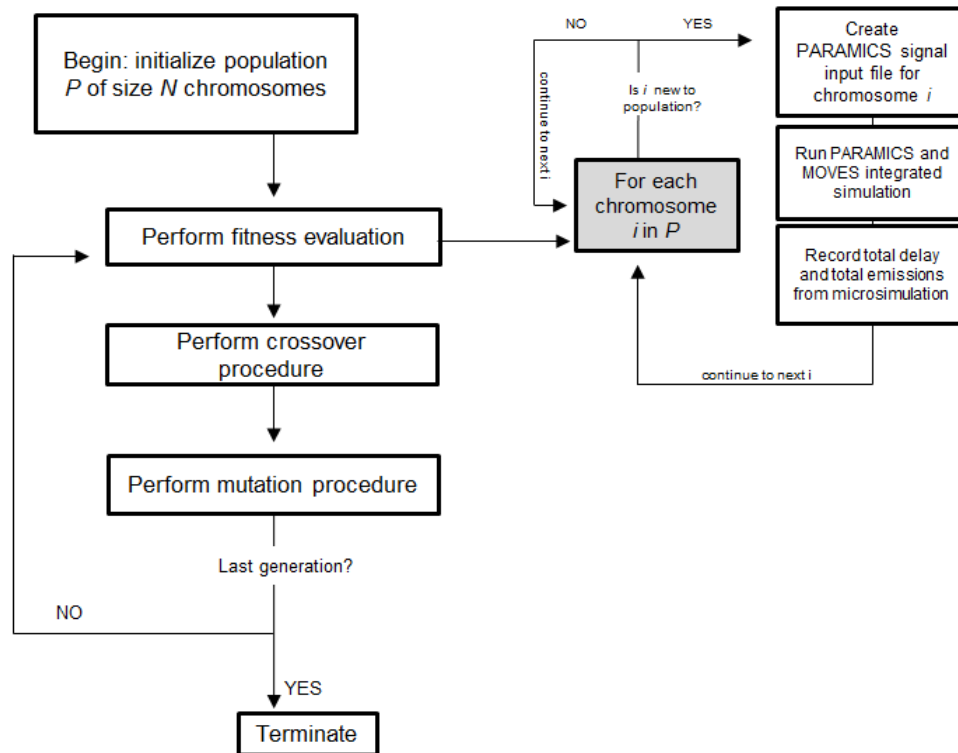 Begin: initialize population
P of size N chromosomes
Perform fitness evaluation
Perform crossover
procedure
Perform mutation procedure
Last generation?
NO
YES
Terminate
NO
YES
continue to next i
Is i new to
population?
For each
chromosome
i in P
Create
PARAMICS signal
input file for
chromosome i
Run PARAMICS and
MOVES integrated
simulation
Record total delay
and total emissions
from microsimulation
continue to next i